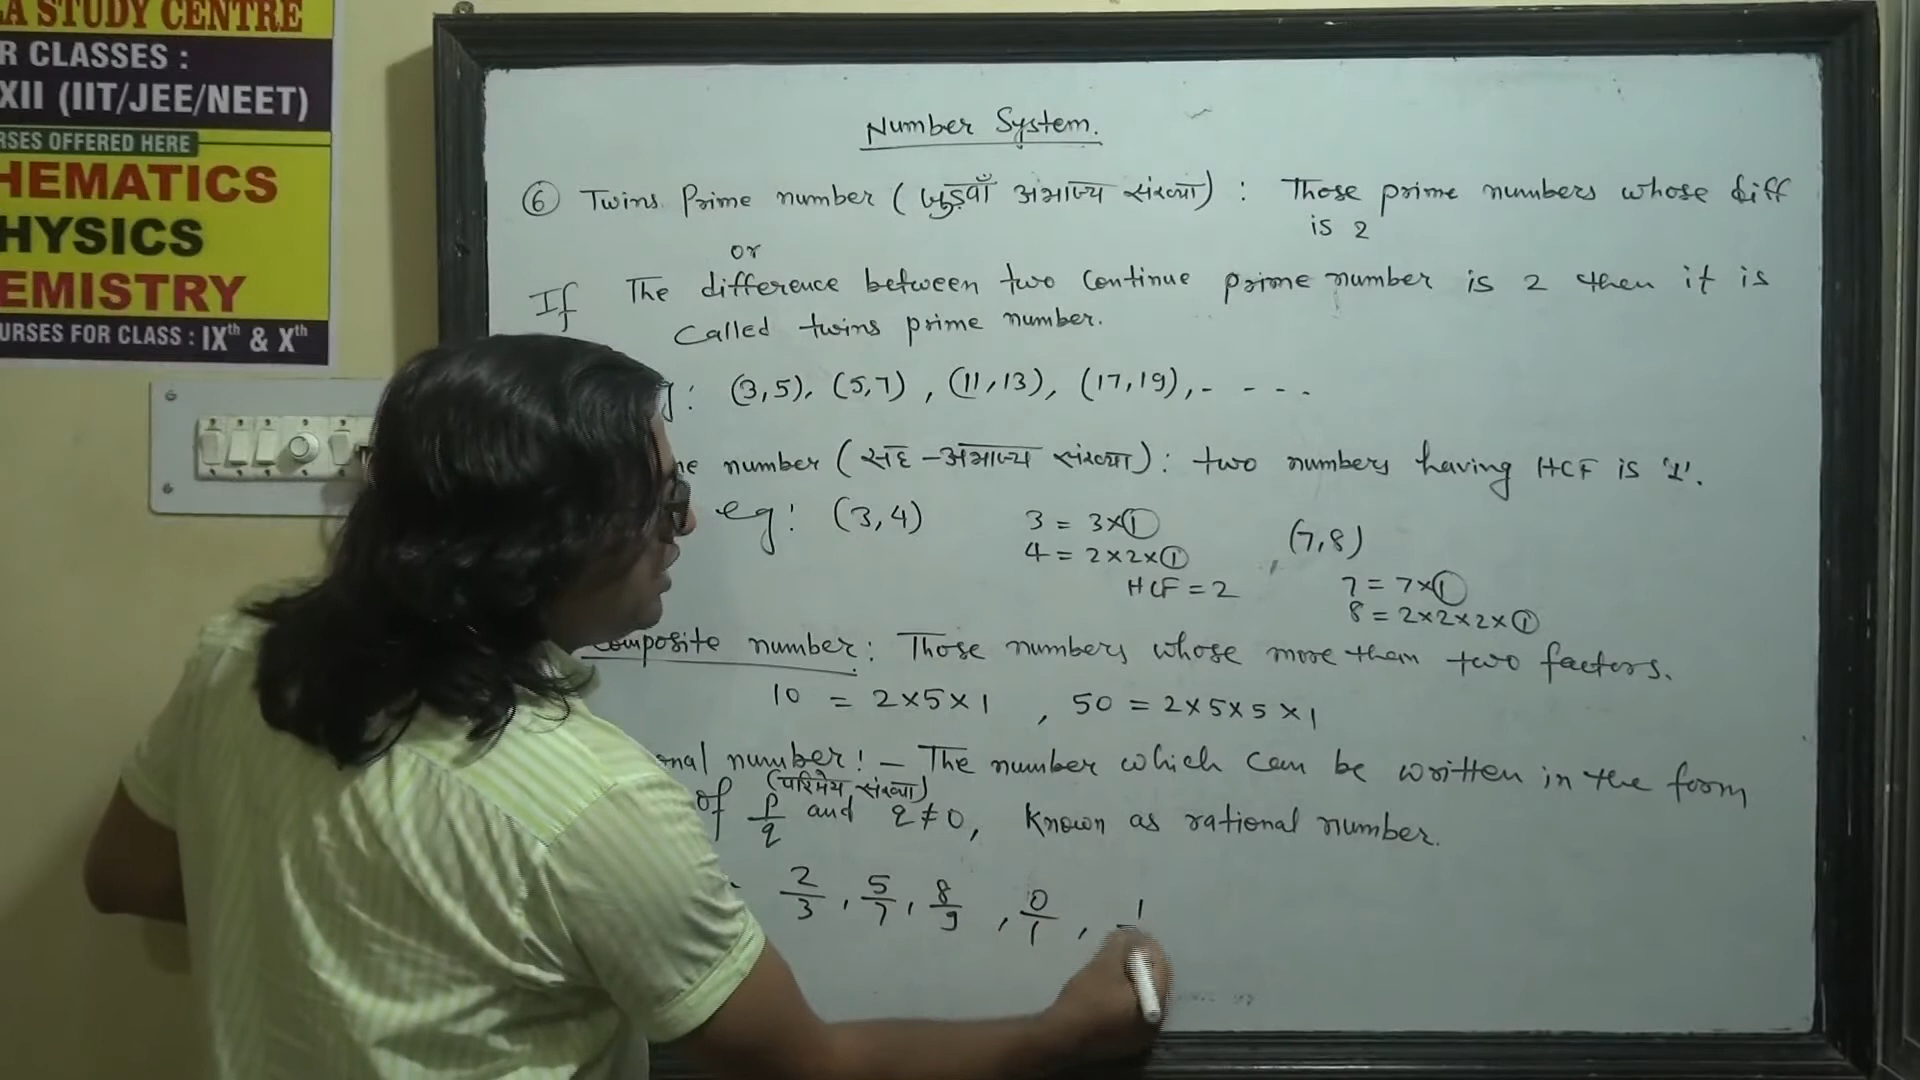 A STUDY CENTRE
R CLASSES :
XII (IIT/JEE/NEET)
RSES OFFERED HERE
HEMATICS
HYSICS
EMISTRY
URSES FOR CLASS : IXth & Xth
Number System.
⑥ Twins Prime number (जुड़वाँ अभाज्य संख्या) : Those prime numbers whose diff
is 2
or
If The difference between two continue prime number is 2 then it is
Called twins prime number.
g: (3,5), (5,7) , (11,13), (17,19),- - - -.
me number (सह-अभाज्य संख्या) : two numbers having HCF is '1'.
eg: (3,4) 3 = 3×1 (7,8)
4 = 2×2×1
HCF = 2 7 = 7×1
8 = 2×2×2×1
Composite number: Those numbers whose more than two factors.
10 = 2×5×1 , 50 = 2×5×5×1
onal number! – The number which can be written in the form
(परिमेय संख्या)
of p/q and q≠0, Known as rational number.
2/3 , 5/7 , 8/9 , 0/1 , 1